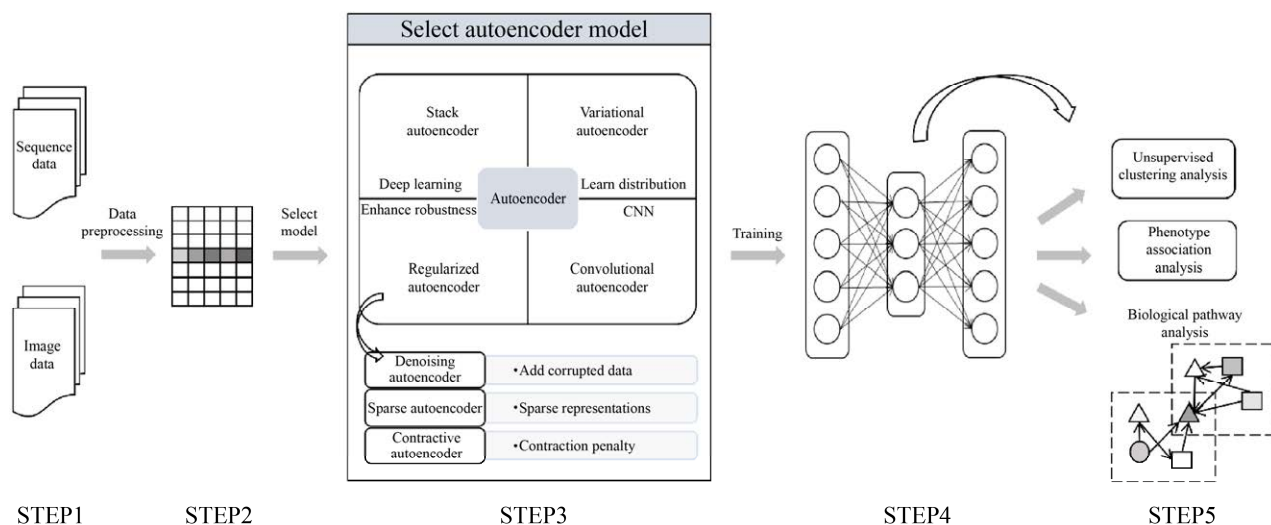 Select autoencoder model
Sequence
data
Image
data
Data
preprocessing
Select
model
Stack
autoencoder
Deep learning
Variational
autoencoder
Learn distribution
Autoencoder
Enhance robustness
Regularized
autoencoder
CNN
Convolutional
autoencoder
Denoising
autoencoder
•Add corrupted data
Sparse autoencoder
•Sparse representations
Contractive
autoencoder
•Contraction penalty
Training
Unsupervised
clustering analysis
Phenotype
association
analysis
Biological pathway
analysis
STEP1
STEP2
STEP3
STEP4
STEP5